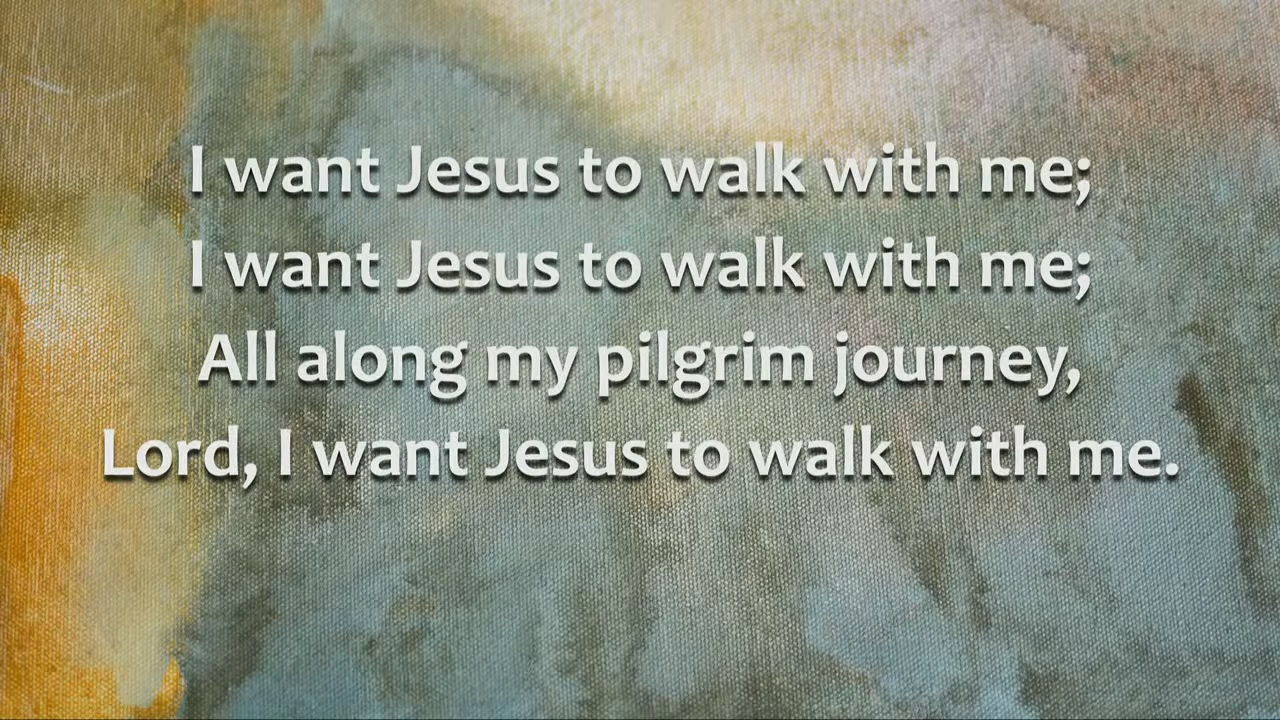 I want Jesus to walk with me;
I want Jesus to walk with me;
All along my pilgrim journey,
Lord, I want Jesus to walk with me.